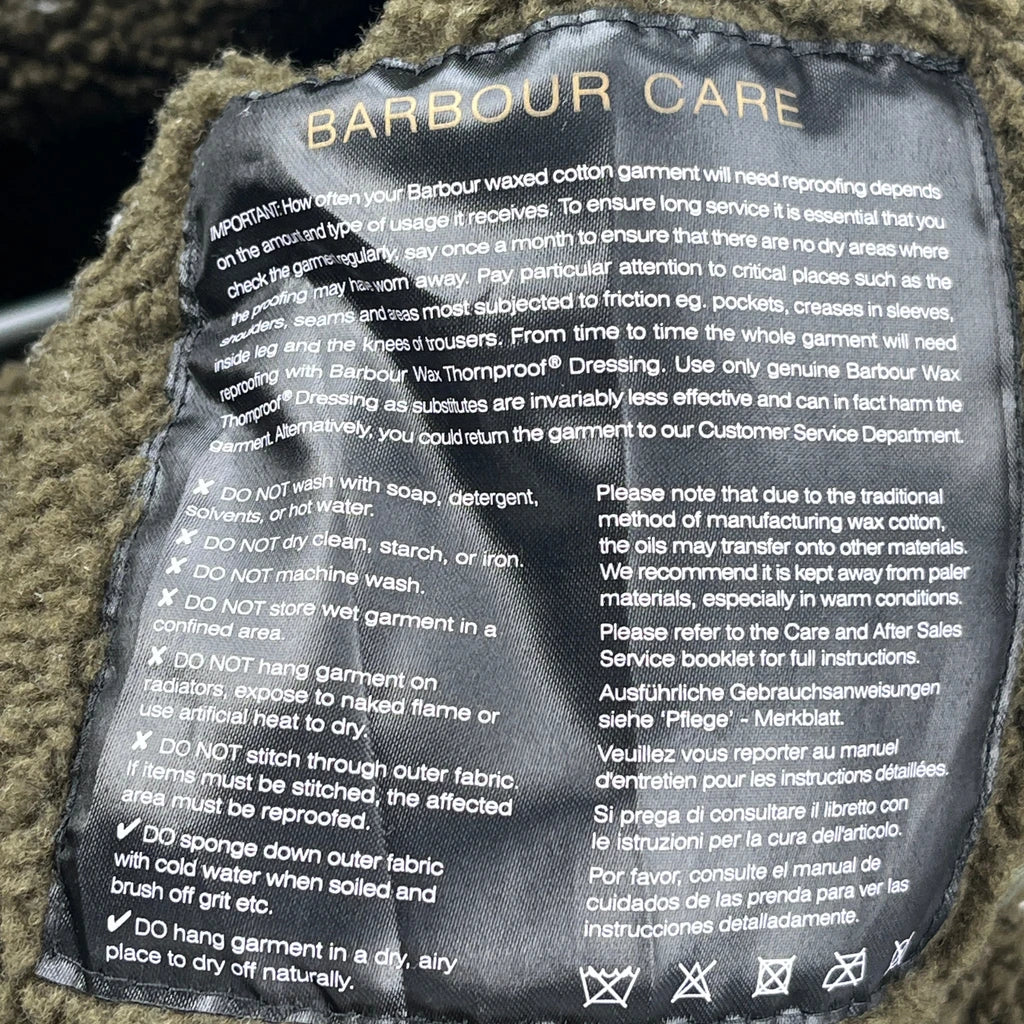 BARBOUR CARE
IMPORTANT: How often your Barbour waxed cotton garment will need reproofing depends
on the amount and type of usage it receives. To ensure long service it is essential that you
check the garment regularly, say once a month to ensure that there are no dry areas where
the proofing may have worn away. Pay particular attention to critical places such as the
shoulders, seams and areas most subjected to friction eg. pockets, creases in sleeves,
inside leg and the knees of trousers. From time to time the whole garment will need
reproofing with Barbour Wax Thornproof® Dressing. Use only genuine Barbour Wax
Thornproof® Dressing as substitutes are invariably less effective and can in fact harm the
garment. Alternatively, you could return the garment to our Customer Service Department.
✘ DO NOT wash with soap, detergent,
solvents, or hot water.
✘ DO NOT dry clean, starch, or iron.
✘ DO NOT machine wash.
✘ DO NOT store wet garment in a
confined area.
✘ DO NOT hang garment on
radiators, expose to naked flame or
use artificial heat to dry.
✘ DO NOT stitch through outer fabric.
If items must be stitched, the affected
area must be reproofed.
✔ DO sponge down outer fabric
with cold water when soiled and
brush off grit etc.
✔ DO hang garment in a dry, airy
place to dry off naturally.
Please note that due to the traditional
method of manufacturing wax cotton,
the oils may transfer onto other materials.
We recommend it is kept away from paler
materials, especially in warm conditions.
Please refer to the Care and After Sales
Service booklet for full instructions.
Ausführliche Gebrauchsanweisungen
siehe 'Pflege' - Merkblatt.
Veuillez vous reporter au manuel
d'entretien pour les instructions détaillées.
Si prega di consultare il libretto con
le istruzioni per la cura dell'articolo.
Por favor, consulte el manual de
cuidados de las prenda para ver las
instrucciones detalladamente.